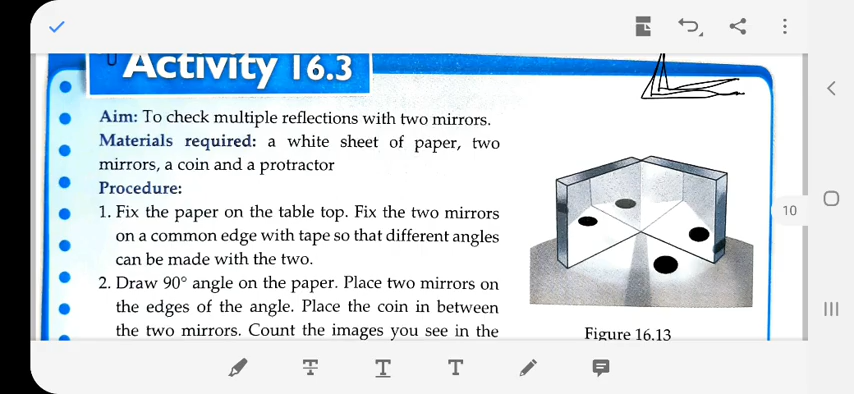 Activity 16.3
Aim: To check multiple reflections with two mirrors.
Materials required: a white sheet of paper, two
mirrors, a coin and a protractor
Procedure:
1. Fix the paper on the table top. Fix the two mirrors
on a common edge with tape so that different angles
can be made with the two.
2. Draw 90° angle on the paper. Place two mirrors on
the edges of the angle. Place the coin in between
the two mirrors. Count the images you see in the
Figure 16.13
10
T
T
T